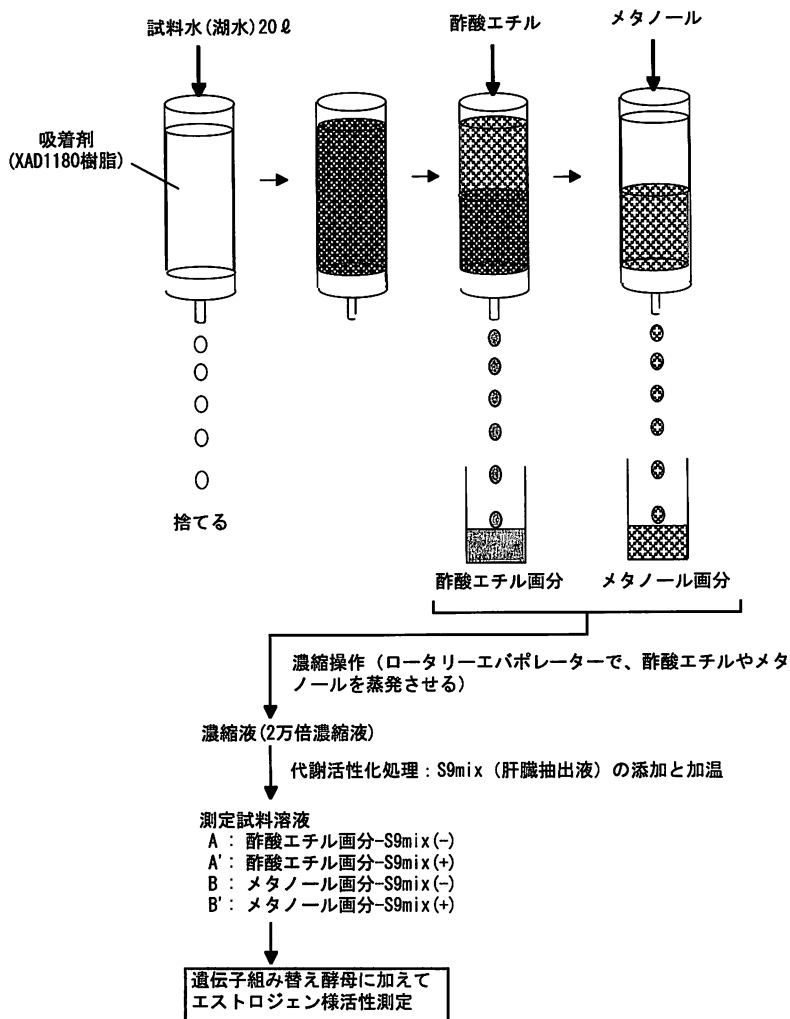 試料水(湖水)20ℓ
酢酸エチル
メタノール
吸着剤
(XAD1180樹脂)
捨てる
酢酸エチル画分
メタノール画分
濃縮操作（ロータリーエバポレーターで、酢酸エチルやメタ
ノールを蒸発させる）
濃縮液(2万倍濃縮液)
代謝活性化処理：S9mix（肝臓抽出液）の添加と加温
測定試料溶液
A : 酢酸エチル画分-S9mix(-)
A' : 酢酸エチル画分-S9mix(+)
B : メタノール画分-S9mix(-)
B' : メタノール画分-S9mix(+)
遺伝子組み替え酵母に加えて
エストロジェン様活性測定